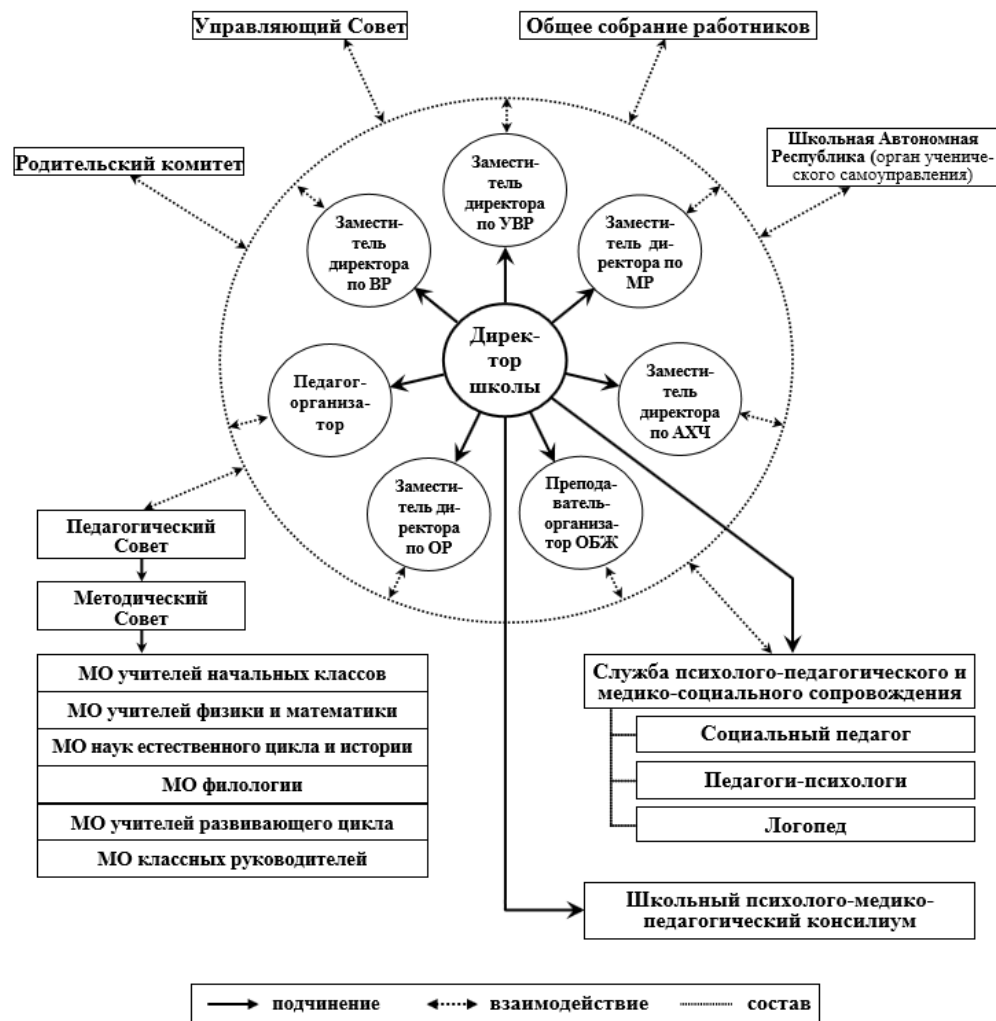 Управляющий Совет
Общее собрание работников
Родительский комитет
Школьная Автономная
Республика (орган учениче-
ского самоуправления)
Замести-
тель
директора
по УВР
Замести-
тель
директора
по ВР
Замести-
тель ди-
ректора по
МР
Дирек-
тор
школы
Педагог-
организа-
тор
Замести-
тель
директора
по АХЧ
Замести-
тель ди-
ректора
по ОР
Препода-
ватель-
организа-
тор ОБЖ
Педагогический
Совет
Методический
Совет
МО учителей начальных классов
МО учителей физики и математики
МО наук естественного цикла и истории
МО филологии
МО учителей развивающего цикла
МО классных руководителей
Служба психолого-педагогического и
медико-социального сопровождения
Социальный педагог
Педагоги-психологи
Логопед
Школьный психолого-медико-
педагогический консилиум
подчинение
взаимодействие
состав